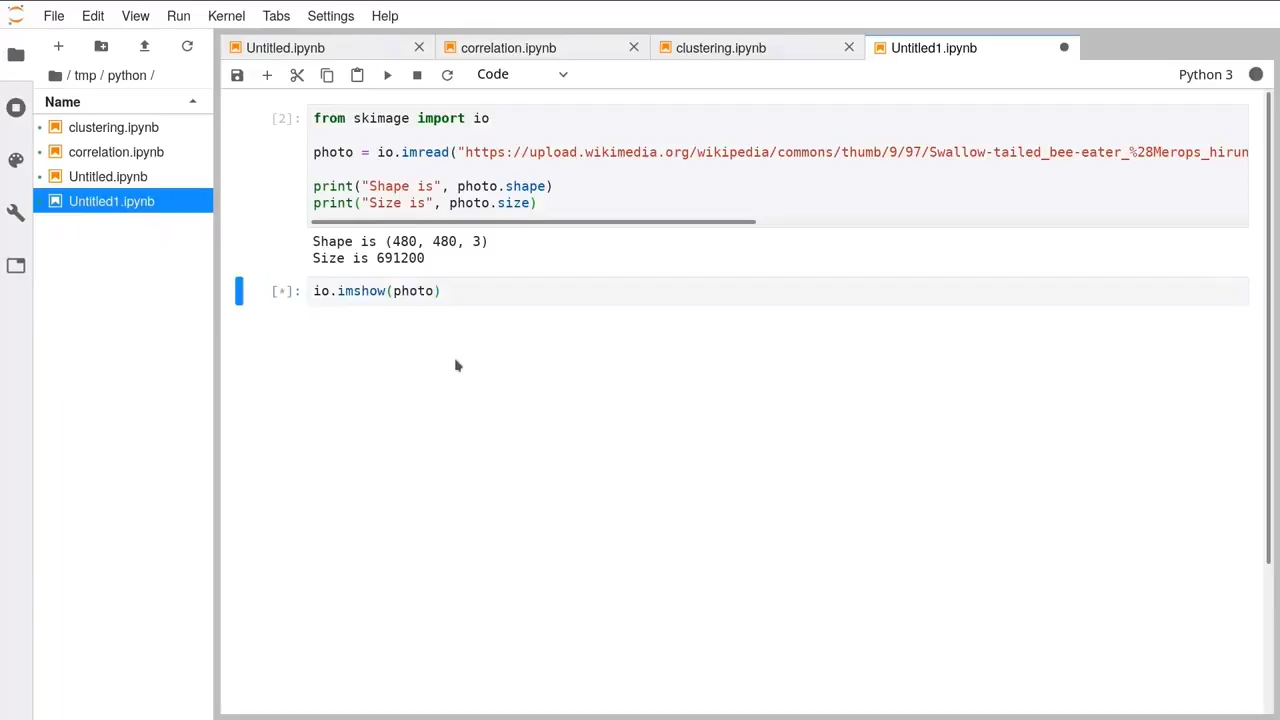 File Edit View Run Kernel Tabs Settings Help
Untitled.ipynb correlation.ipynb clustering.ipynb Untitled1.ipynb
/ tmp / python /
Code
Python 3
Name
clustering.ipynb
correlation.ipynb
Untitled.ipynb
Untitled1.ipynb
[2]: from skimage import io
photo = io.imread("https://upload.wikimedia.org/wikipedia/commons/thumb/9/97/Swallow-tailed_bee-eater_%28Merops_hirun
print("Shape is", photo.shape)
print("Size is", photo.size)
Shape is (480, 480, 3)
Size is 691200
[*]: io.imshow(photo)